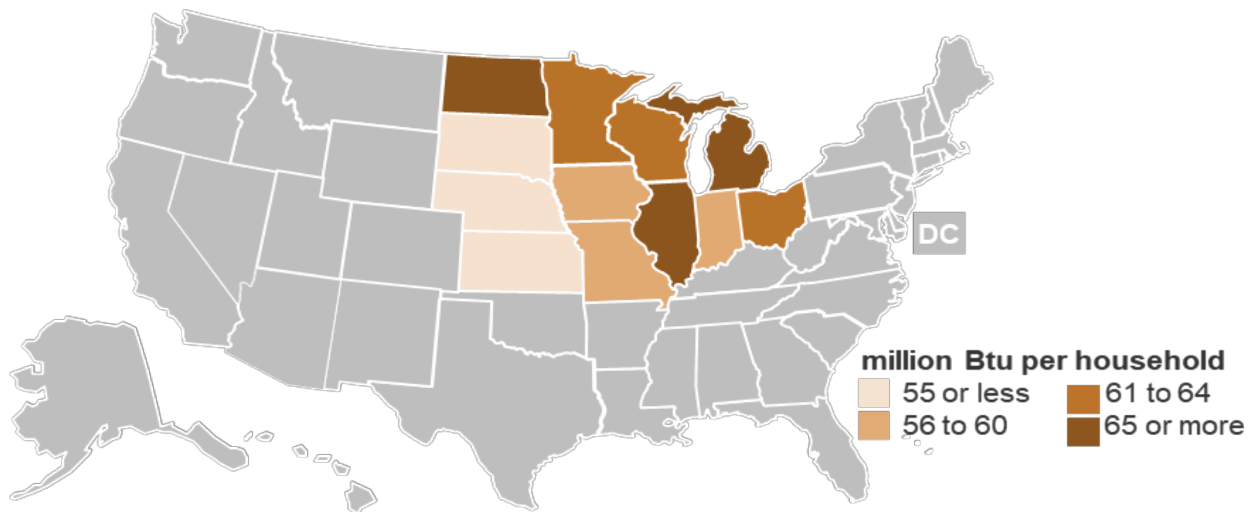 DC
million Btu per household
55 or less
61 to 64
56 to 60
65 or more